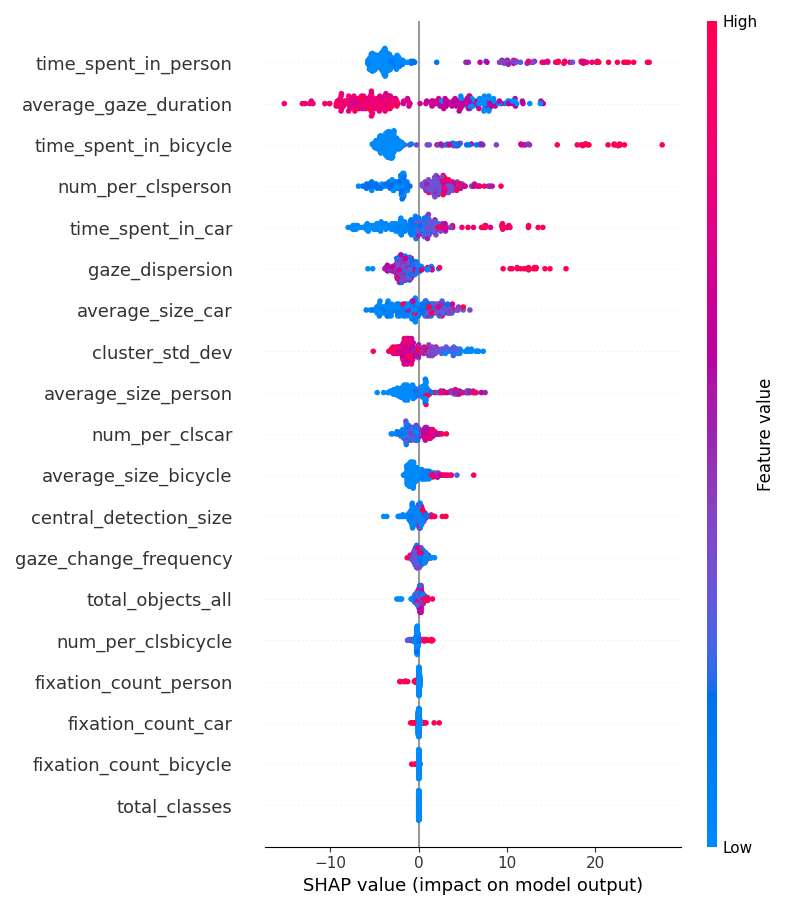 High
time_spent_in_person
average_gaze_duration
time_spent_in_bicycle
num_per_clsperson
time_spent_in_car
gaze_dispersion
average_size_car
cluster_std_dev
average_size_person
num_per_clscar
average_size_bicycle
central_detection_size
gaze_change_frequency
total_objects_all
num_per_clsbicycle
fixation_count_person
fixation_count_car
fixation_count_bicycle
total_classes
Feature value
Low
−10 0 10 20
SHAP value (impact on model output)